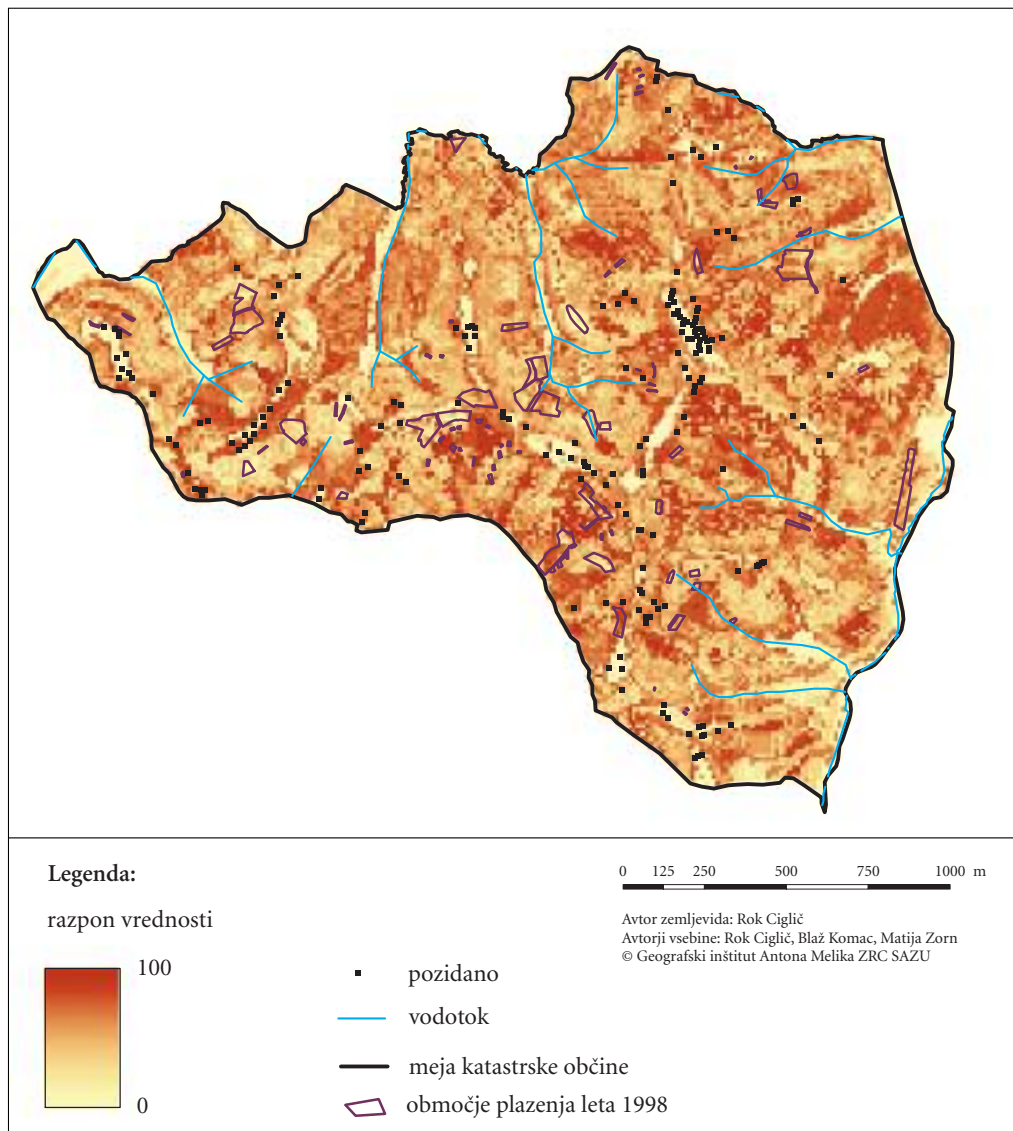 Legenda:
razpon vrednosti
100
0
pozidano
vodotok
meja katastrske občine
območje plazenja leta 1998
0 125 250 500 750 1000 m
Avtor zemljevida: Rok Ciglič
Avtorji vsebine: Rok Ciglič, Blaž Komac, Matija Zorn
© Geografski inštitut Antona Melika ZRC SAZU